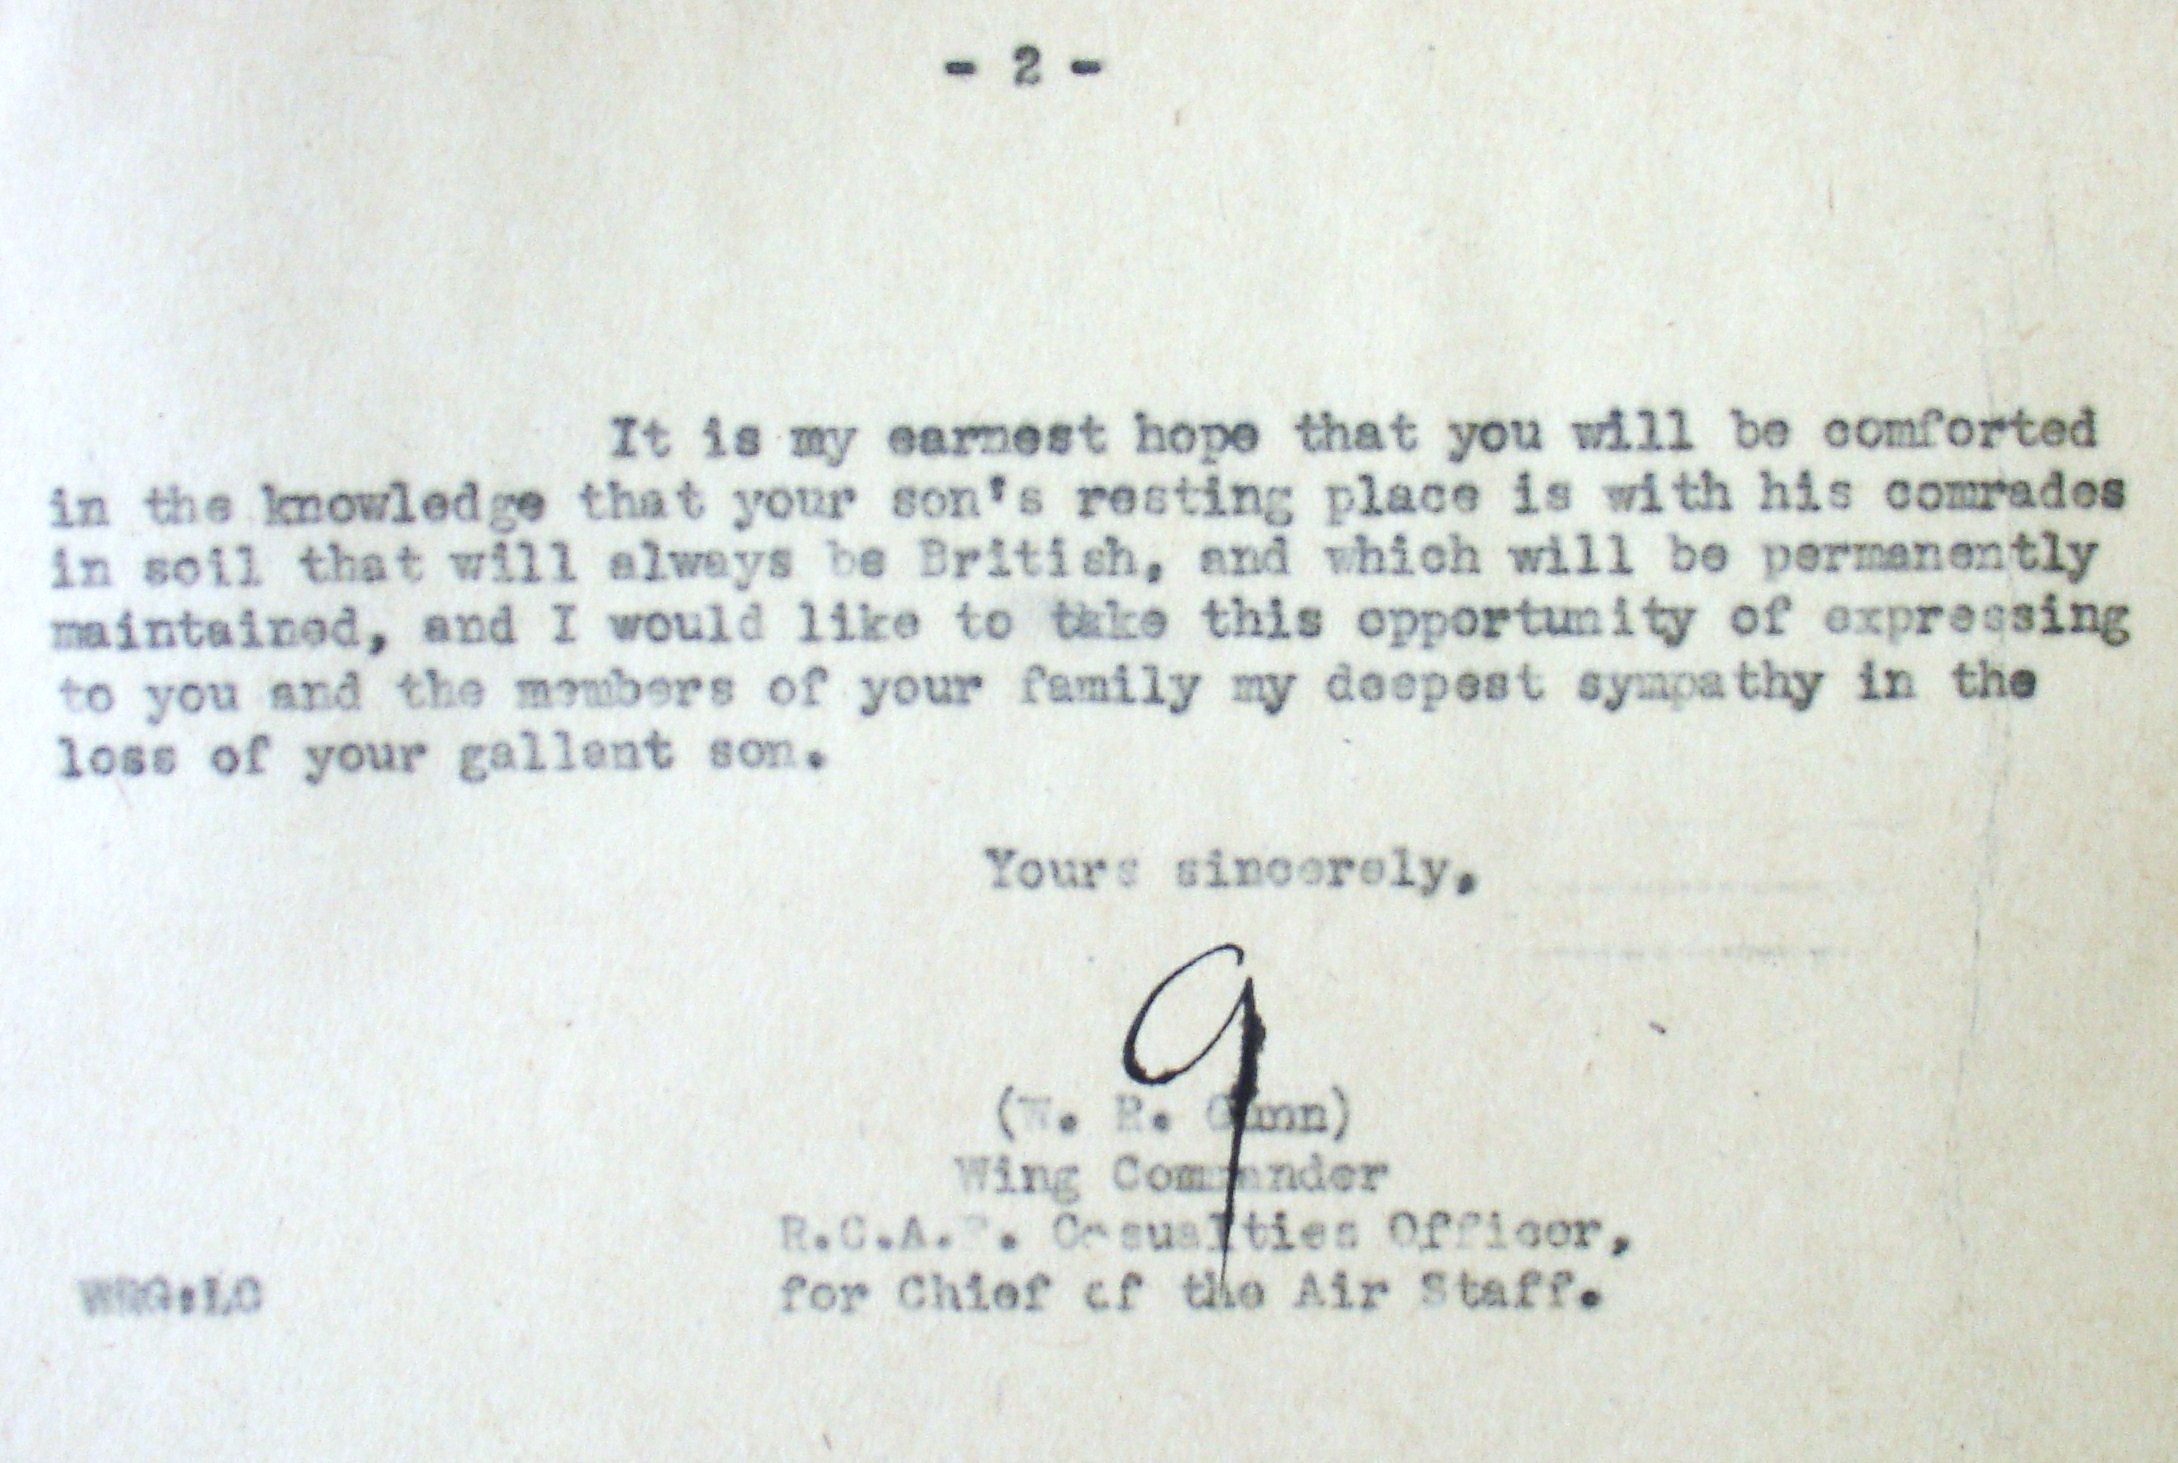 - 2 -
It is my earnest hope that you will be comforted
in the knowledge that your son's resting place is with his comrades
in soil that will always be British, and which will be permanently
maintained, and I would like to take this opportunity of expressing
to you and the members of your family my deepest sympathy in the
loss of your gallant son.
Yours sincerely,
(W. R. Gunn)
Wing Commander
R.C.A.F. Casualties Officer,
for Chief of the Air Staff.
WRG:LC